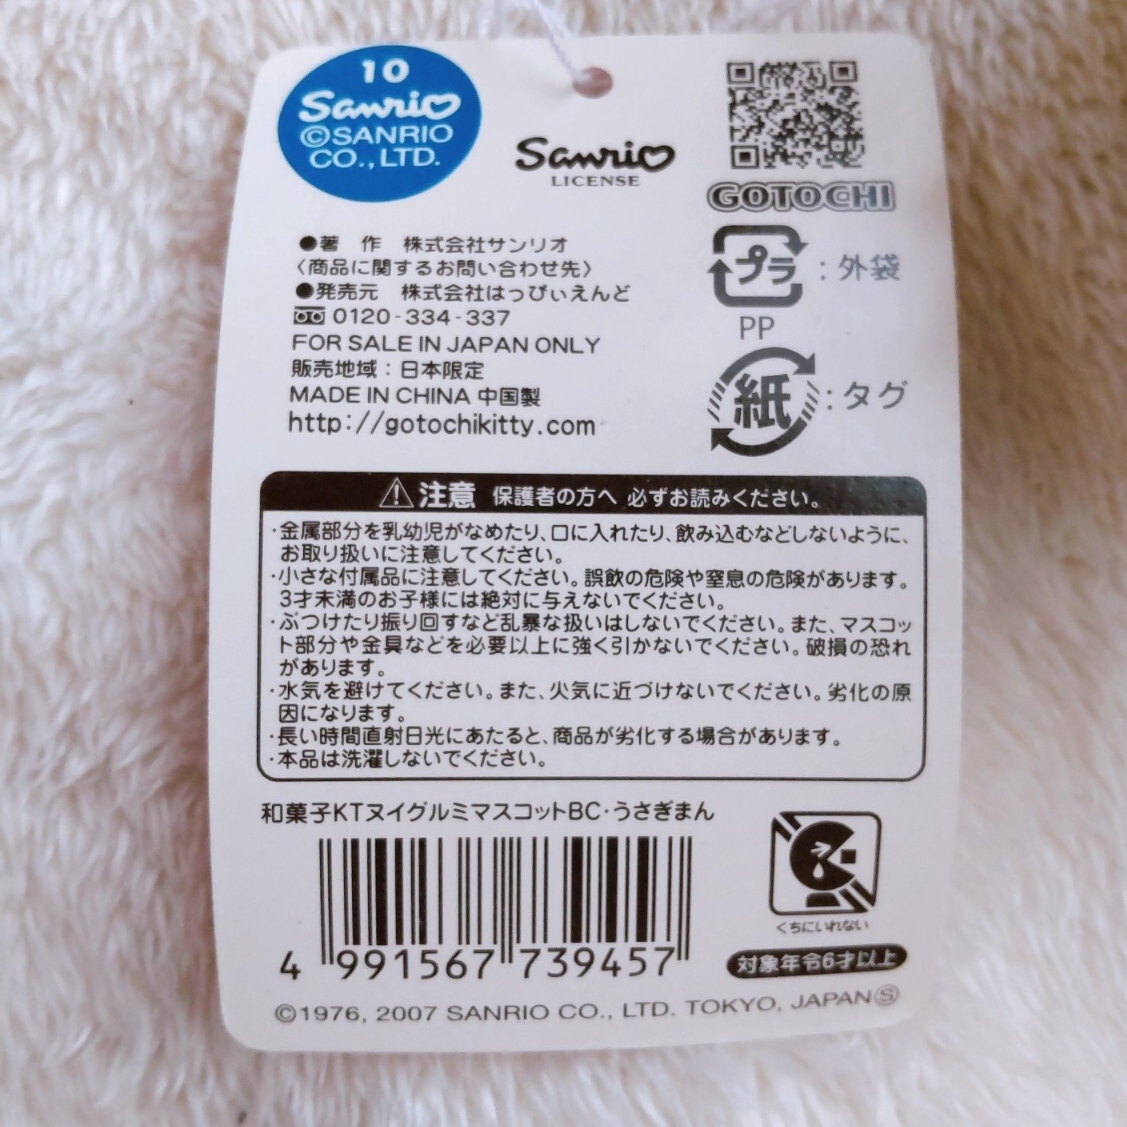 10
Sanrio
©SANRIO
CO., LTD.
Sanrio
LICENSE
GOTOCHI
●著 作 株式会社サンリオ
〈商品に関するお問い合わせ先〉
●発売元 株式会社はっぴぃえんど
0120-334-337
FOR SALE IN JAPAN ONLY
販売地域：日本限定
MADE IN CHINA 中国製
http://gotochikitty.com
プラ：外袋
PP
紙：タグ
⚠注意 保護者の方へ 必ずお読みください。
・金属部分を乳幼児がなめたり、口に入れたり、飲み込むなどしないように、
お取り扱いに注意してください。
・小さな付属品に注意してください。誤飲の危険や窒息の危険があります。
3才未満のお子様には絶対に与えないでください。
・ぶつけたり振り回すなど乱暴な扱いはしないでください。また、マスコッ
ト部分や金具などを必要以上に強く引かないでください。破損の恐れ
があります。
・水気を避けてください。また、火気に近づけないでください。劣化の原
因になります。
・長い時間直射日光にあたると、商品が劣化する場合があります。
・本品は洗濯しないでください。
和菓子KTヌイグルミマスコットBC・うさぎまん
4 991567 739457
くちにいれない
対象年令6才以上
©1976, 2007 SANRIO CO., LTD. TOKYO, JAPAN Ⓢ